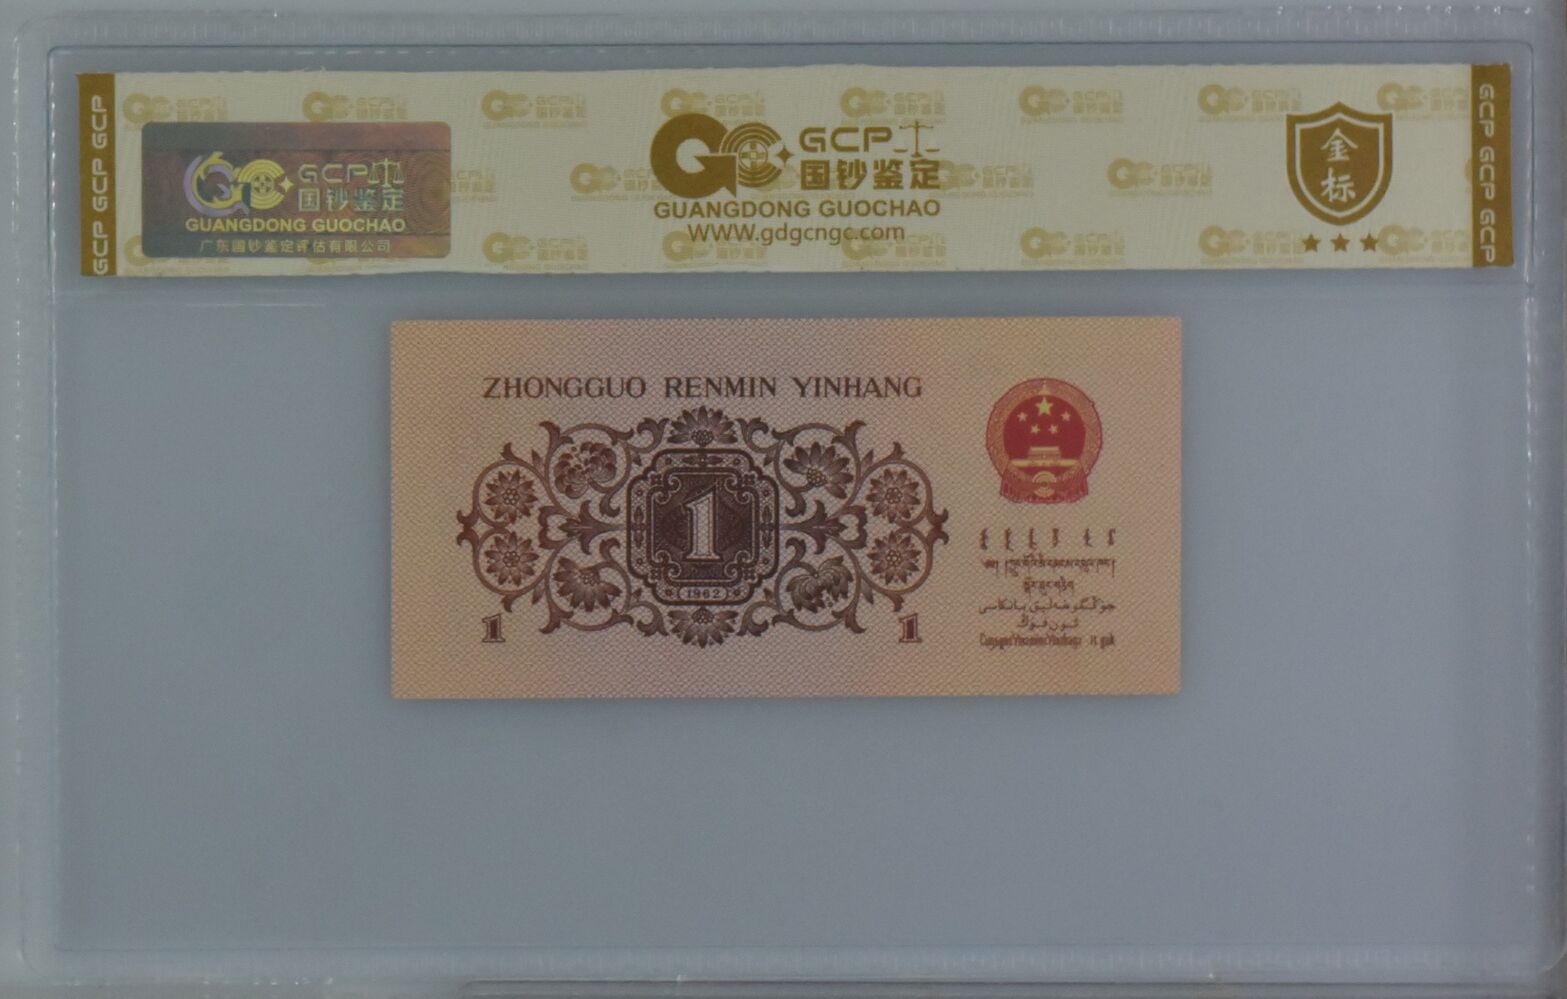 GCP GCP GCP
GCP
国钞鉴定
GUANGDONG GUOCHAO
广东国钞鉴定评估有限公司
GCP
国钞鉴定
GUANGDONG GUOCHAO
WWW.gdgcngc.com
金
标
GCP GCP GCP
ZHONGGUO RENMIN YINHANG
1
(1962)
1 1